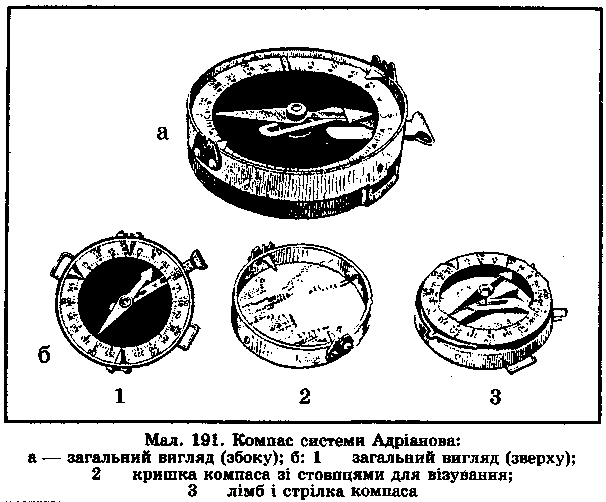 а
б
1 2 3
Мал. 191. Компас системи Адріанова:
а — загальний вигляд (збоку); б: 1 загальний вигляд (зверху);
2 кришка компаса зі стовпцями для візування;
3 лімб і стрілка компаса